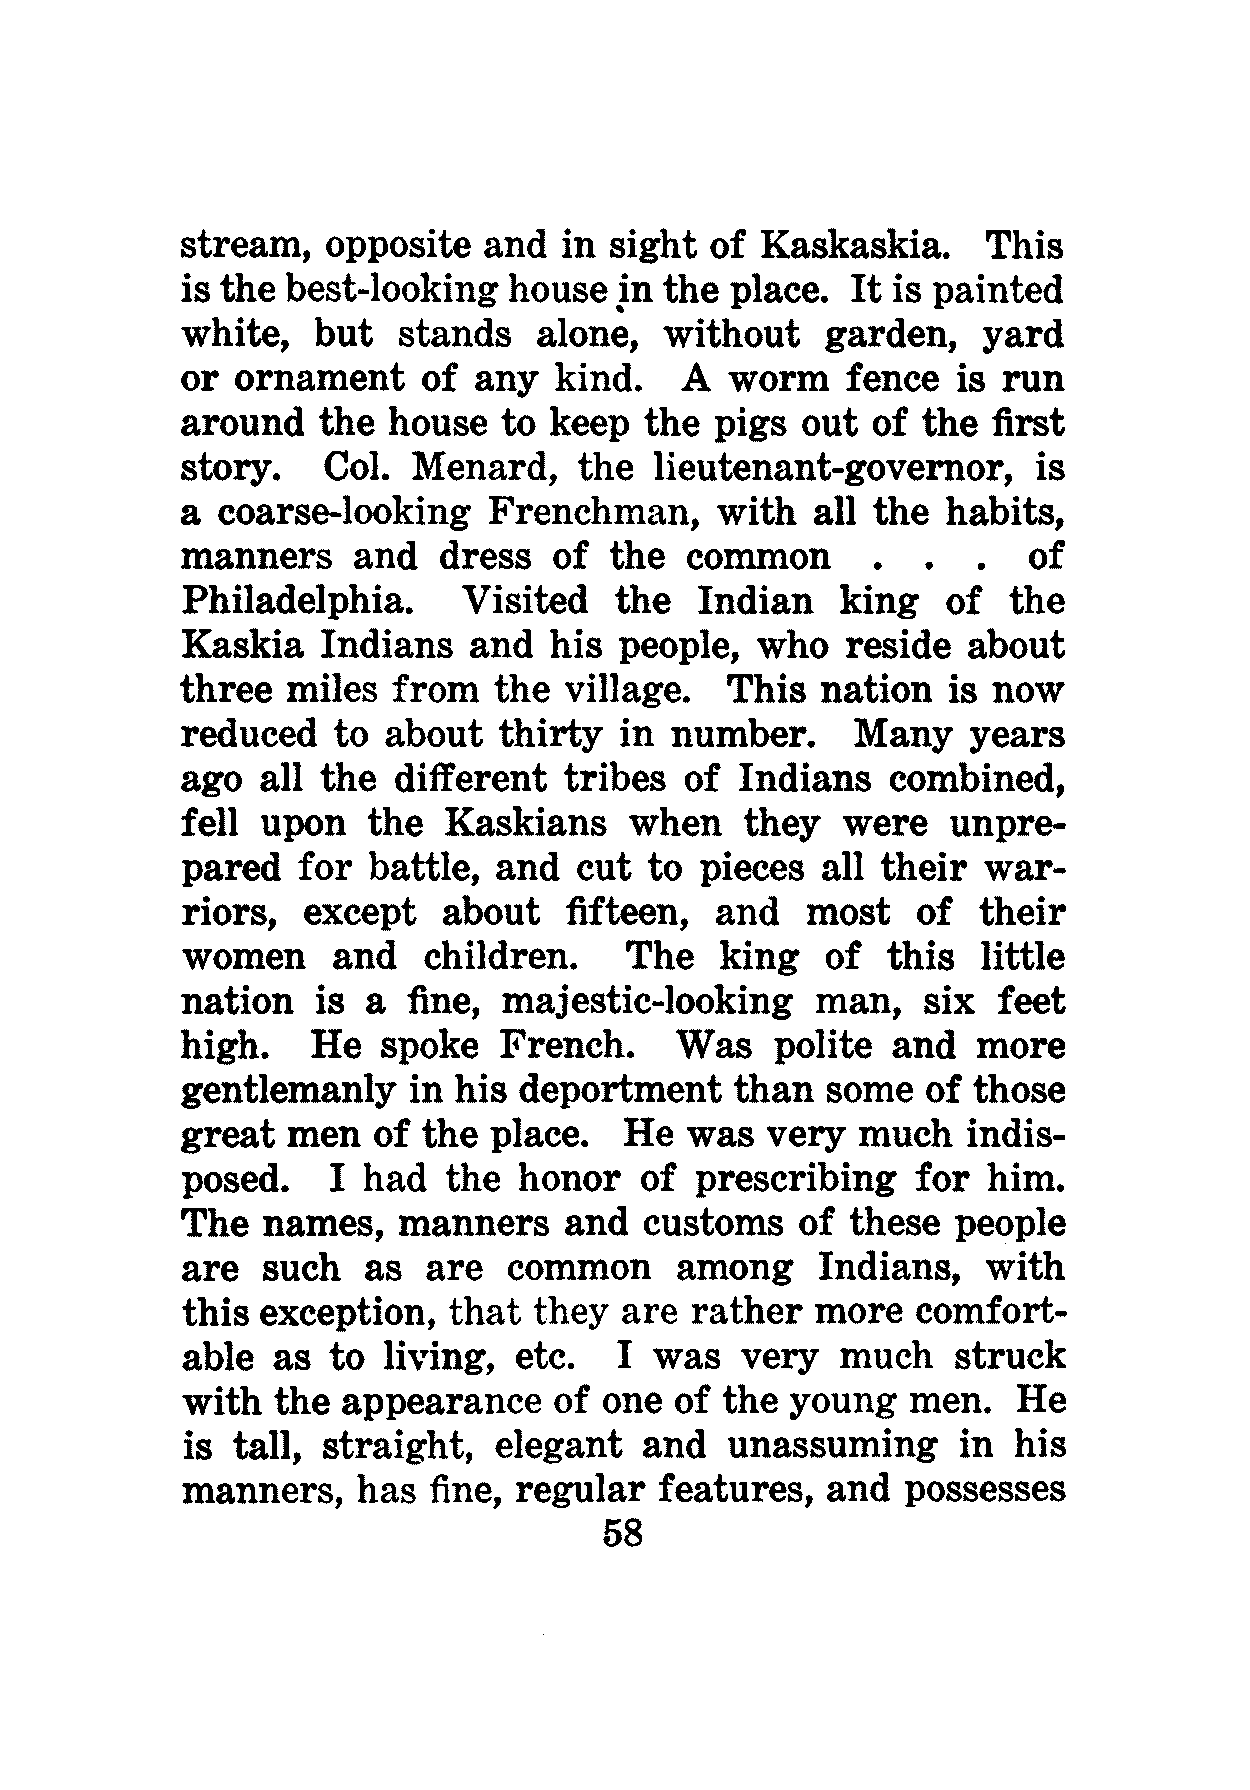 stream, opposite and in sight of Kaskaskia. This
is the best-looking house in the place. It is painted
white, but stands alone, without garden, yard
or ornament of any kind. A worm fence is run
around the house to keep the pigs out of the first
story. Col. Menard, the lieutenant-governor, is
a coarse-looking Frenchman, with all the habits,
manners and dress of the common . . . of
Philadelphia. Visited the Indian king of the
Kaskia Indians and his people, who reside about
three miles from the village. This nation is now
reduced to about thirty in number. Many years
ago all the different tribes of Indians combined,
fell upon the Kaskians when they were unpre-
pared for battle, and cut to pieces all their war-
riors, except about fifteen, and most of their
women and children. The king of this little
nation is a fine, majestic-looking man, six feet
high. He spoke French. Was polite and more
gentlemanly in his deportment than some of those
great men of the place. He was very much indis-
posed. I had the honor of prescribing for him.
The names, manners and customs of these people
are such as are common among Indians, with
this exception, that they are rather more comfort-
able as to living, etc. I was very much struck
with the appearance of one of the young men. He
is tall, straight, elegant and unassuming in his
manners, has fine, regular features, and possesses
58